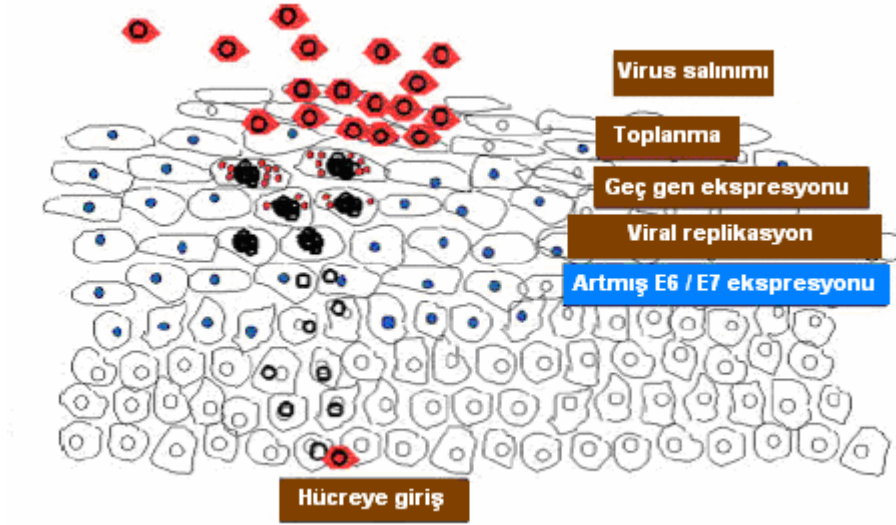 Virus salınımı
Toplanma
Geç gen ekspresyonu
Viral replikasyon
Artmış E6 / E7 ekspresyonu
Hücreye giriş